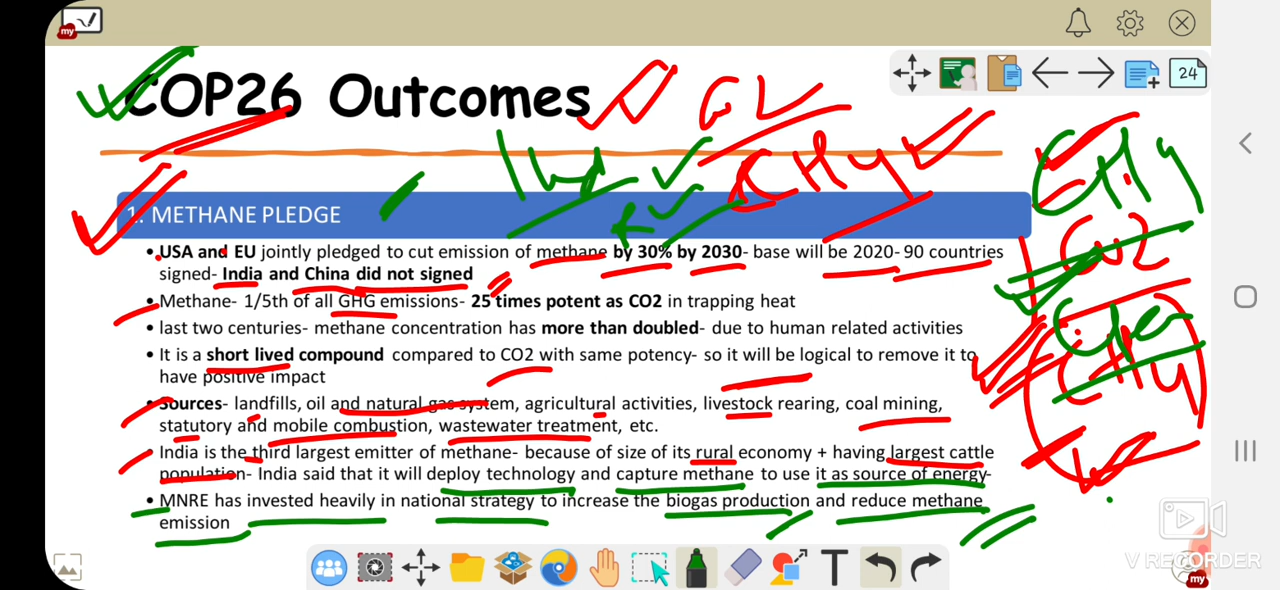 my
COP26 Outcomes
24
GL
CH4
CH4
1kg
1. METHANE PLEDGE
CO2
CH4
• USA and EU jointly pledged to cut emission of methane by 30% by 2030- base will be 2020- 90 countries
signed- India and China did not signed
• Methane- 1/5th of all GHG emissions- 25 times potent as CO2 in trapping heat
• last two centuries- methane concentration has more than doubled- due to human related activities
• It is a short lived compound compared to CO2 with same potency- so it will be logical to remove it to
have positive impact
• Sources- landfills, oil and natural gas system, agricultural activities, livestock rearing, coal mining,
statutory and mobile combustion, wastewater treatment, etc.
• India is the third largest emitter of methane- because of size of its rural economy + having largest cattle
population- India said that it will deploy technology and capture methane to use it as source of energy-
• MNRE has invested heavily in national strategy to increase the biogas production and reduce methane
emission
V RECORDER
T
my